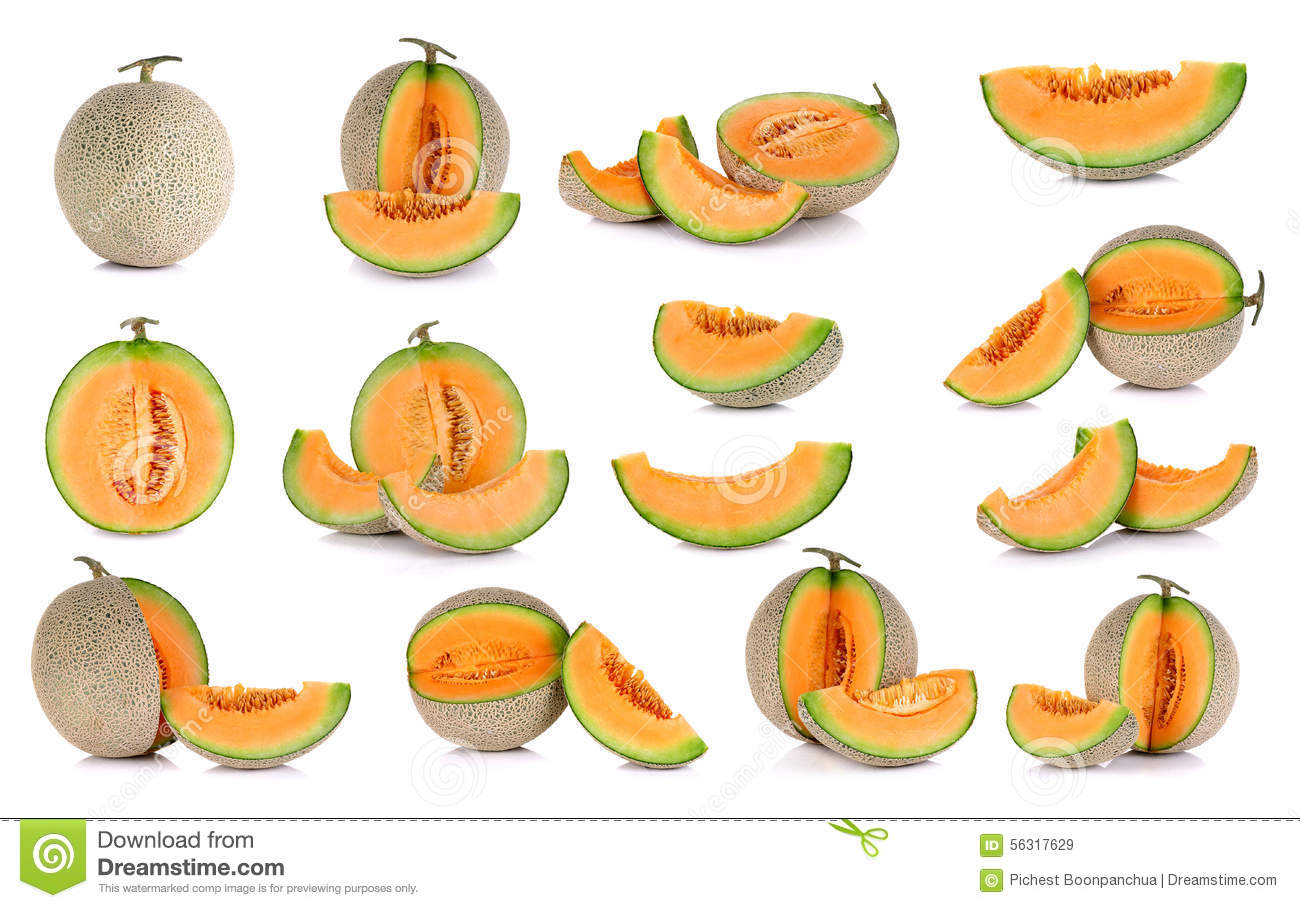 Download from
Dreamstime.com
This watermarked comp image is for previewing purposes only.
ID 56317629
© Pichest Boonpanchua | Dreamstime.com